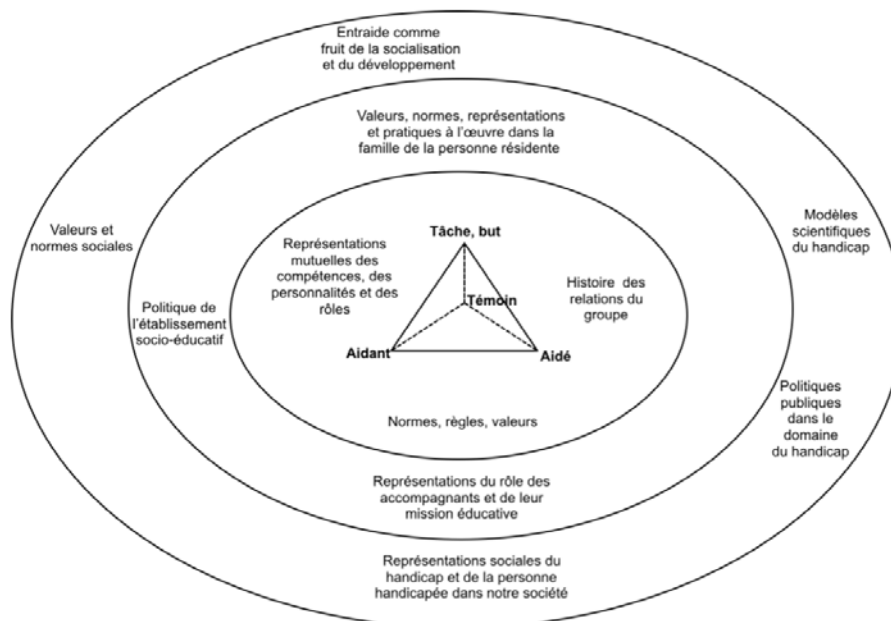 Entraide comme
fruit de la socialisation
et du développement
Valeurs, normes, représentations
et pratiques à l'œuvre dans la
famille de la personne résidente
Valeurs et
normes sociales
Modèles
scientifiques
du handicap
Tâche, but
Représentations
mutuelles des
compétences, des
personnalités et des
rôles
Histoire des
relations du
groupe
Témoin
Politique de
l'établissement
socio-éducatif
Aidant
Aidé
Politiques
publiques
dans le
domaine
du handicap
Normes, règles, valeurs
Représentations du rôle des
accompagnants et de leur
mission éducative
Représentations sociales du
handicap et de la personne
handicapée dans notre société